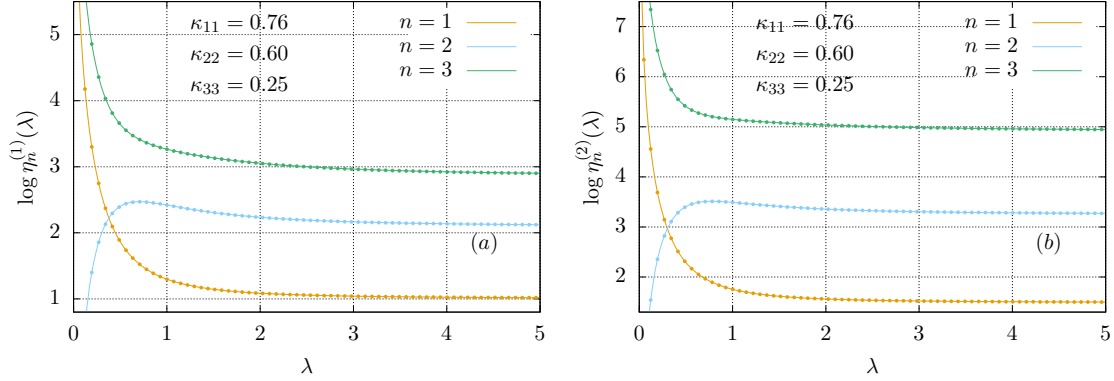 κ₁₁ = 0.76
κ₂₂ = 0.60
κ₃₃ = 0.25
n = 1
n = 2
n = 3
5
4
3
2
1
log η_n^{(1)}(λ)
(a)
0 1 2 3 4 5
λ
κ₁₁ = 0.76
κ₂₂ = 0.60
κ₃₃ = 0.25
n = 1
n = 2
n = 3
7
6
5
4
3
2
log η_n^{(2)}(λ)
(b)
0 1 2 3 4 5
λ